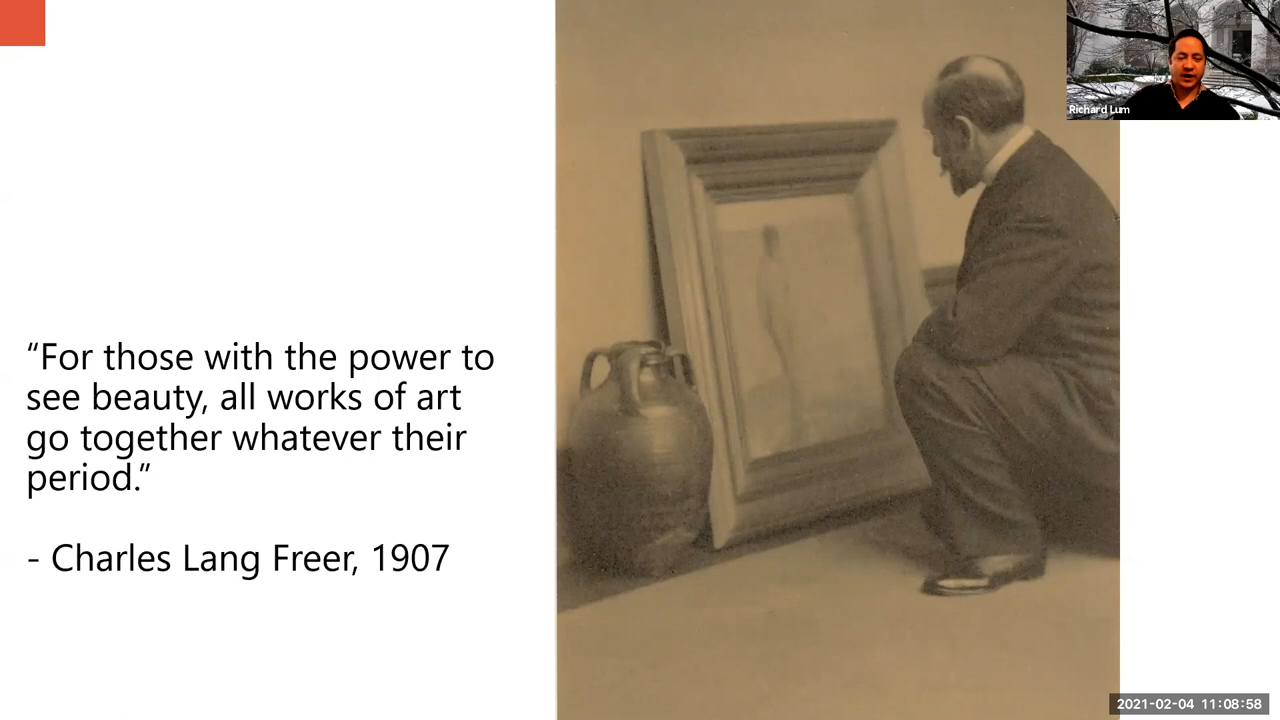 Richard Lum
“For those with the power to
see beauty, all works of art
go together whatever their
period.”
- Charles Lang Freer, 1907
2021-02-04 11:08:58